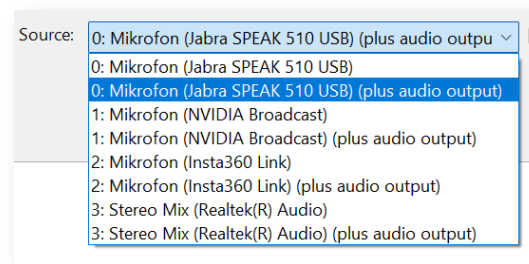 Source:
0: Mikrofon (Jabra SPEAK 510 USB) (plus audio outpu
0: Mikrofon (Jabra SPEAK 510 USB)
0: Mikrofon (Jabra SPEAK 510 USB) (plus audio output)
1: Mikrofon (NVIDIA Broadcast)
1: Mikrofon (NVIDIA Broadcast) (plus audio output)
2: Mikrofon (Insta360 Link)
2: Mikrofon (Insta360 Link) (plus audio output)
3: Stereo Mix (Realtek(R) Audio)
3: Stereo Mix (Realtek(R) Audio) (plus audio output)